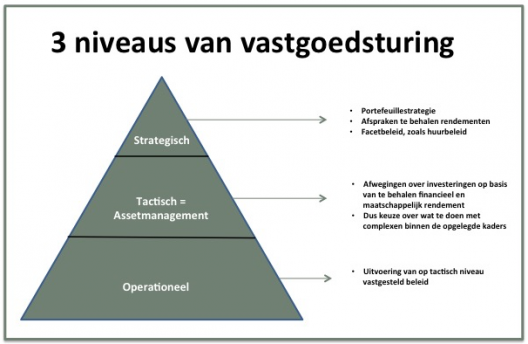 3 niveaus van vastgoedsturing
Strategisch
• Portefeuillestrategie
• Afspraken te behalen rendementen
• Facetbeleid, zoals huurbeleid
Tactisch =
Assetmanagement
• Afwegingen over investeringen op basis
van te behalen financieel en
maatschappelijk rendement
• Dus keuze over wat te doen met
complexen binnen de opgelegde kaders
Operationeel
• Uitvoering van op tactisch niveau
vastgesteld beleid